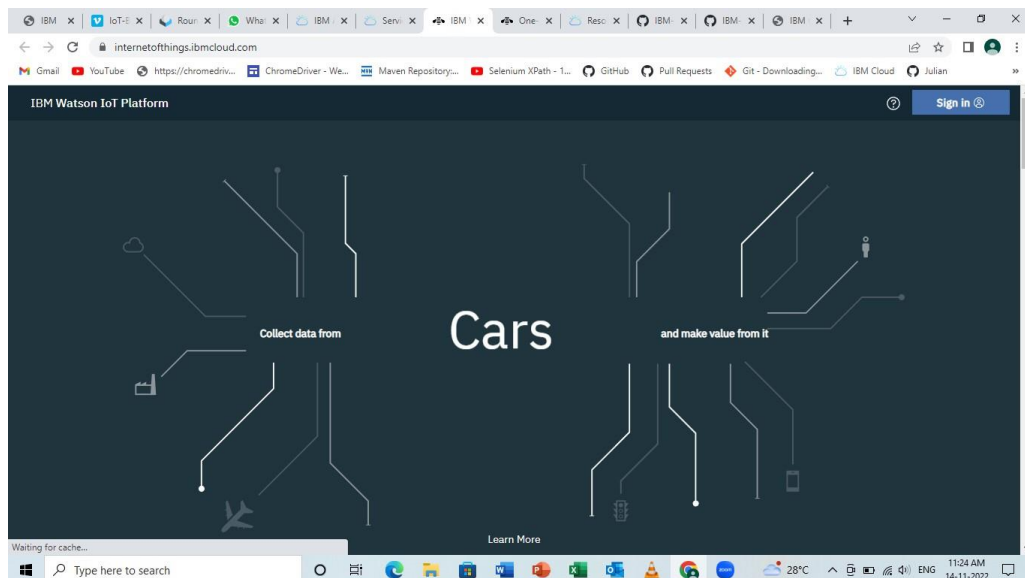 IBM
IoT-E
Roun
What
IBM
Servi
IBM
One-
Reso
IBM-
IBM-
IBM
internetofthings.ibmcloud.com
Gmail YouTube https://chromedriv... ChromeDriver - We... Maven Repository:... Selenium XPath - 1... GitHub Pull Requests Git - Downloading... IBM Cloud Julian »
IBM Watson IoT Platform
Sign in
Collect data from Cars and make value from it
Learn More
Waiting for cache...
Type here to search
zoom
28°C ENG 11:24 AM
14-11-2022